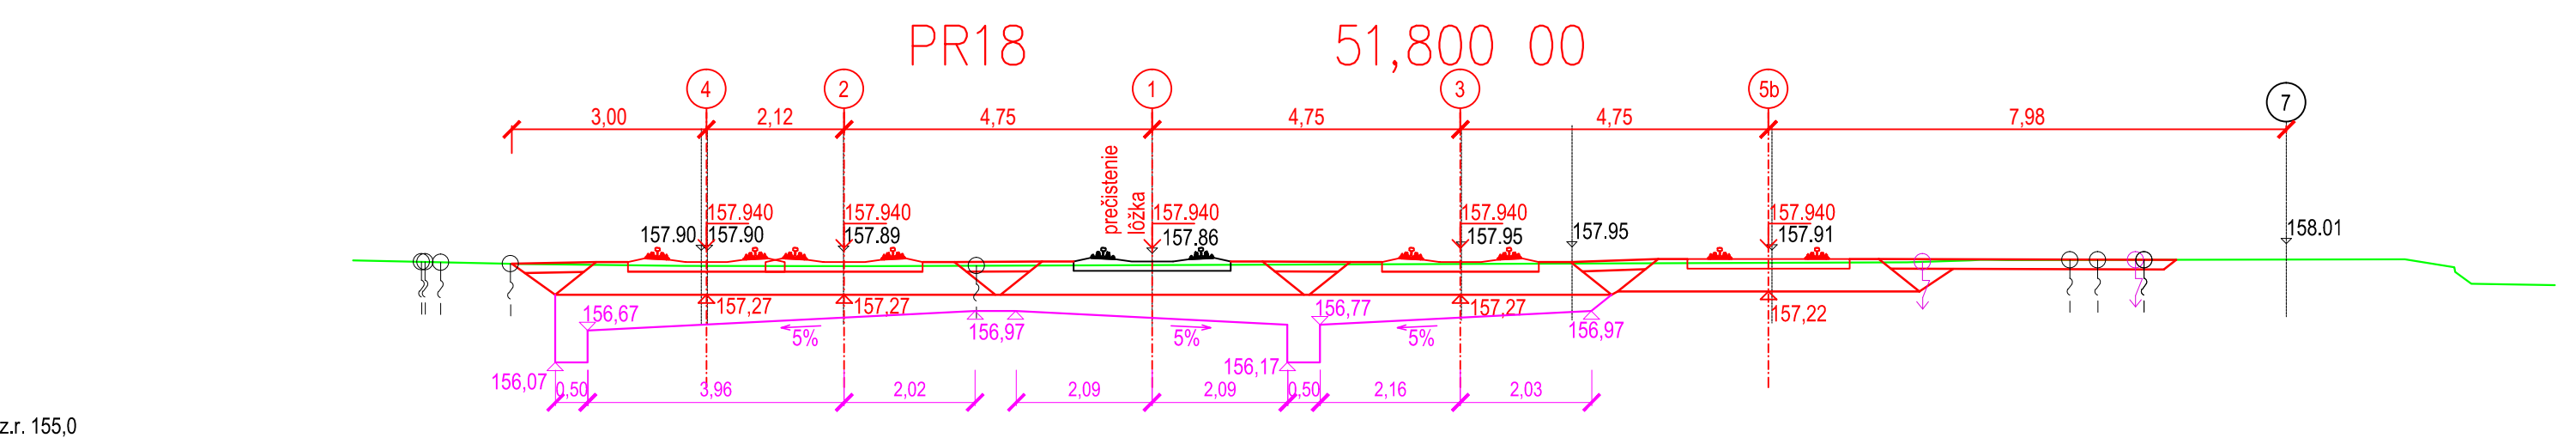 PR18 51,800 00
4 2 1 3 5b 7
3,00 2,12 4,75 4,75 4,75 7,98
prečistenie
lôžka
157.940 157.940 157.940 157.940 157.940
157.90 157.90 157.89 157.86 157.95 157.95 157.91 158.01
156,67 157,27 157,27 156,77 157,27 157,22
5% 156,97 5% 5% 156,97
156,07 156,17
0,50 3,96 2,02 2,09 2,09 0,50 2,16 2,03
z.r. 155,0